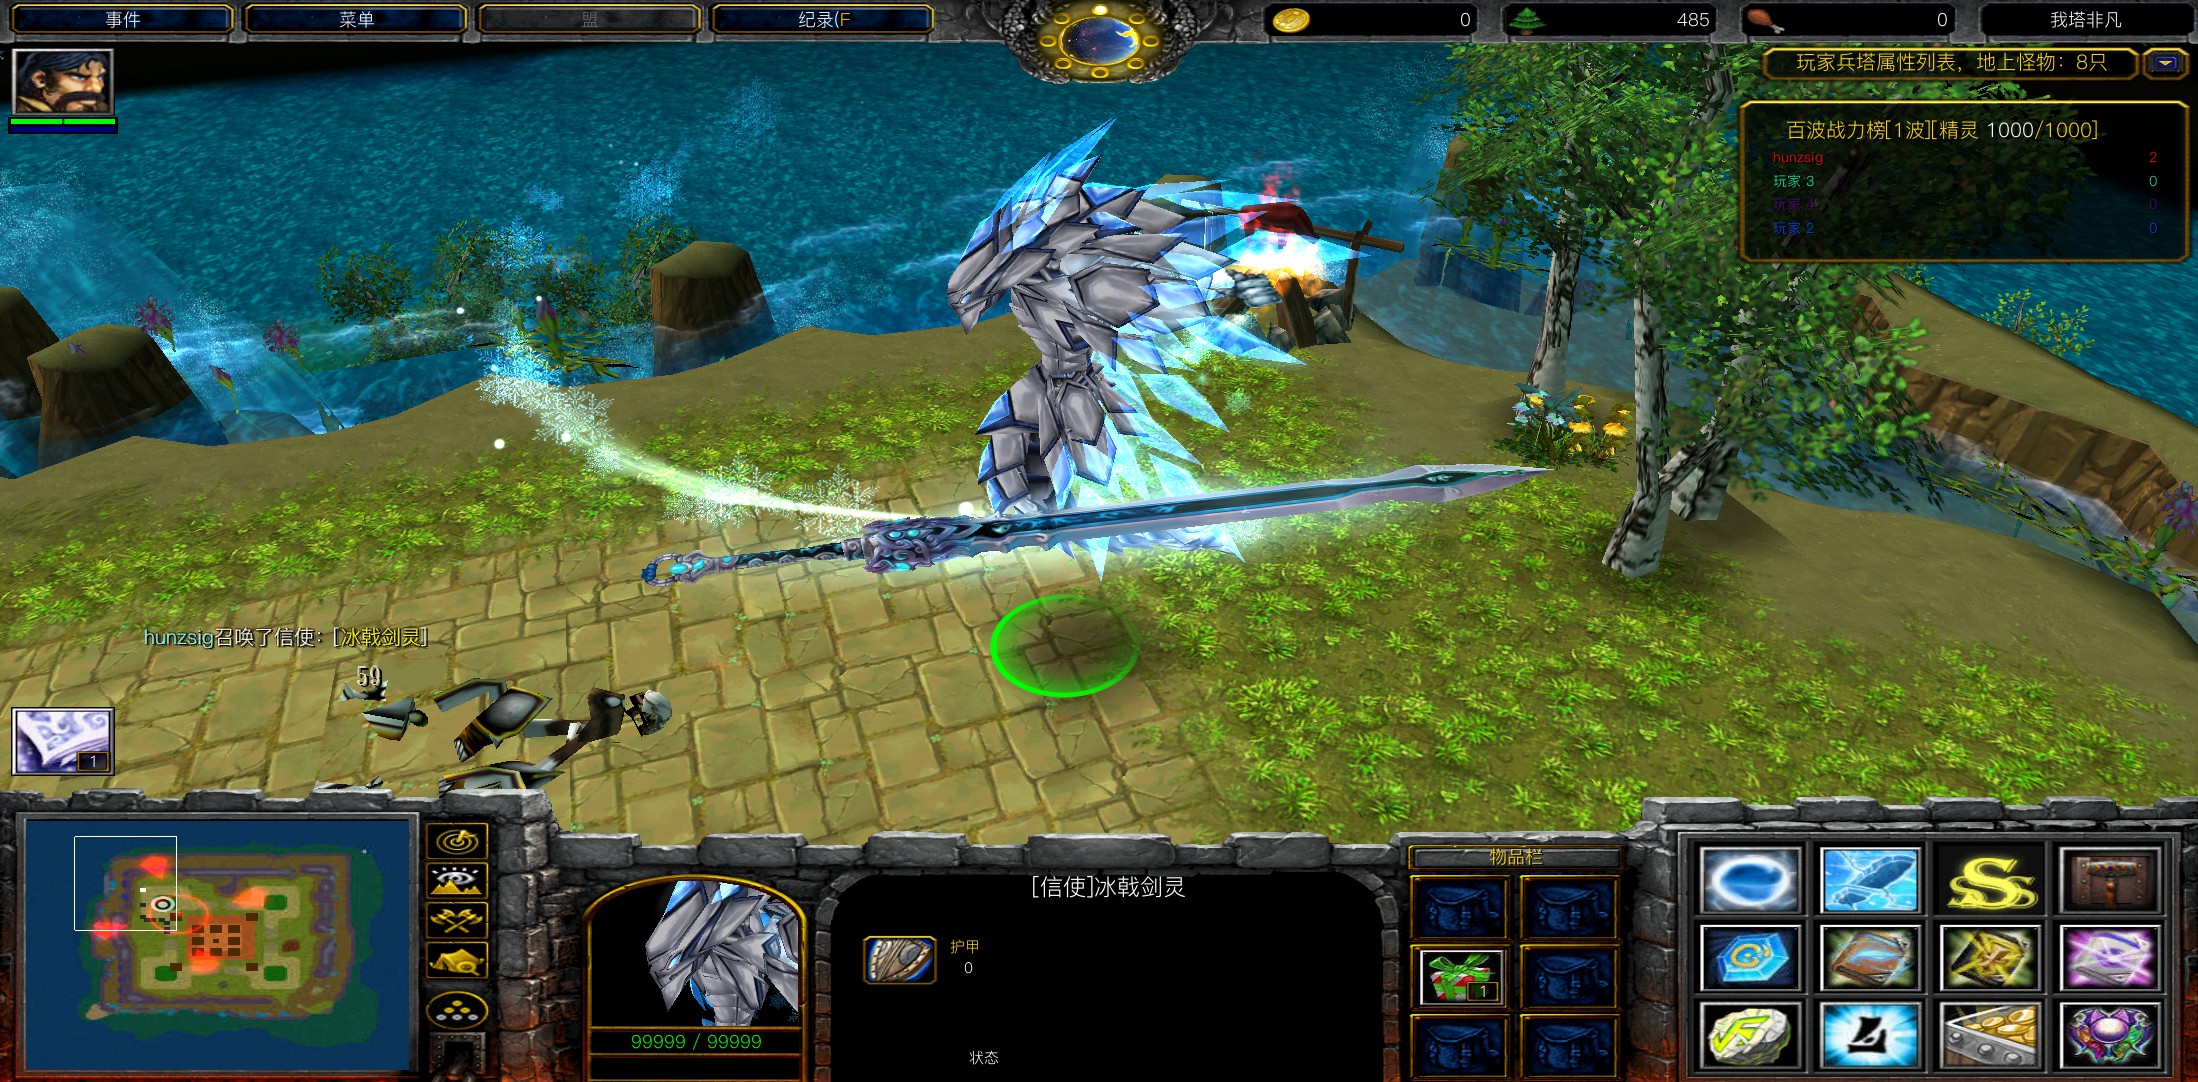 事件
菜单
盟
纪录(F
0
485
0
我塔非凡
玩家兵塔属性列表，地上怪物：8只
百波战力榜[1波][精灵 1000/1000]
hunzsig 2
玩家 3 0
玩家 4 0
玩家 2 0
hunzsig召唤了信使：[冰戟剑灵]
59
1
[信使]冰戟剑灵
护甲
0
状态
99999 / 99999
物品栏
1